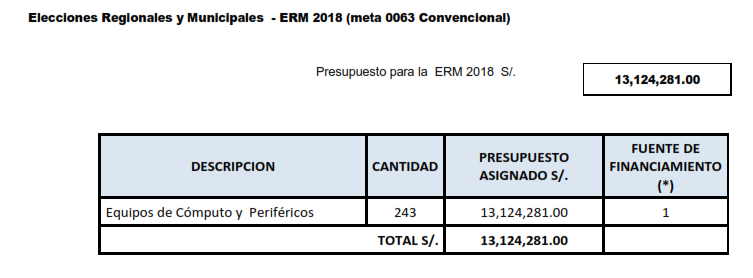 Elecciones Regionales y Municipales - ERM 2018 (meta 0063 Convencional)
Presupuesto para la ERM 2018 S/.
13,124,281.00
DESCRIPCION
CANTIDAD
PRESUPUESTO
ASIGNADO S/.
FUENTE DE
FINANCIAMIENTO
(*)
Equipos de Cómputo y Periféricos
243
13,124,281.00
1
TOTAL S/.
13,124,281.00